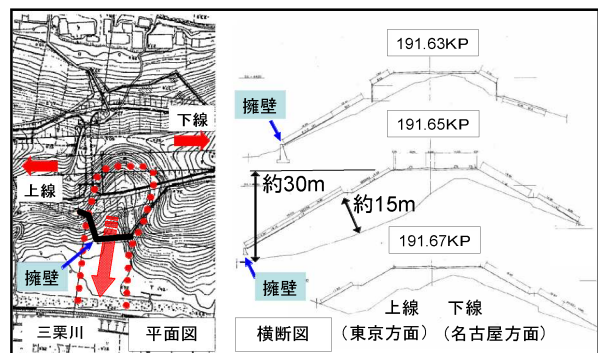 下線
上線
擁壁
三栗川
平面図
191.63KP
擁壁
191.65KP
約30m
約15m
191.67KP
擁壁
上線 下線
横断図 (東京方面) (名古屋方面)